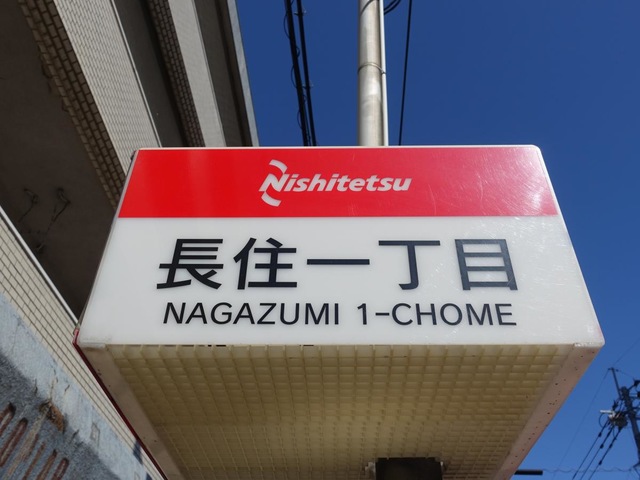 Nishitetsu
長住一丁目
NAGAZUMI 1-CHOME